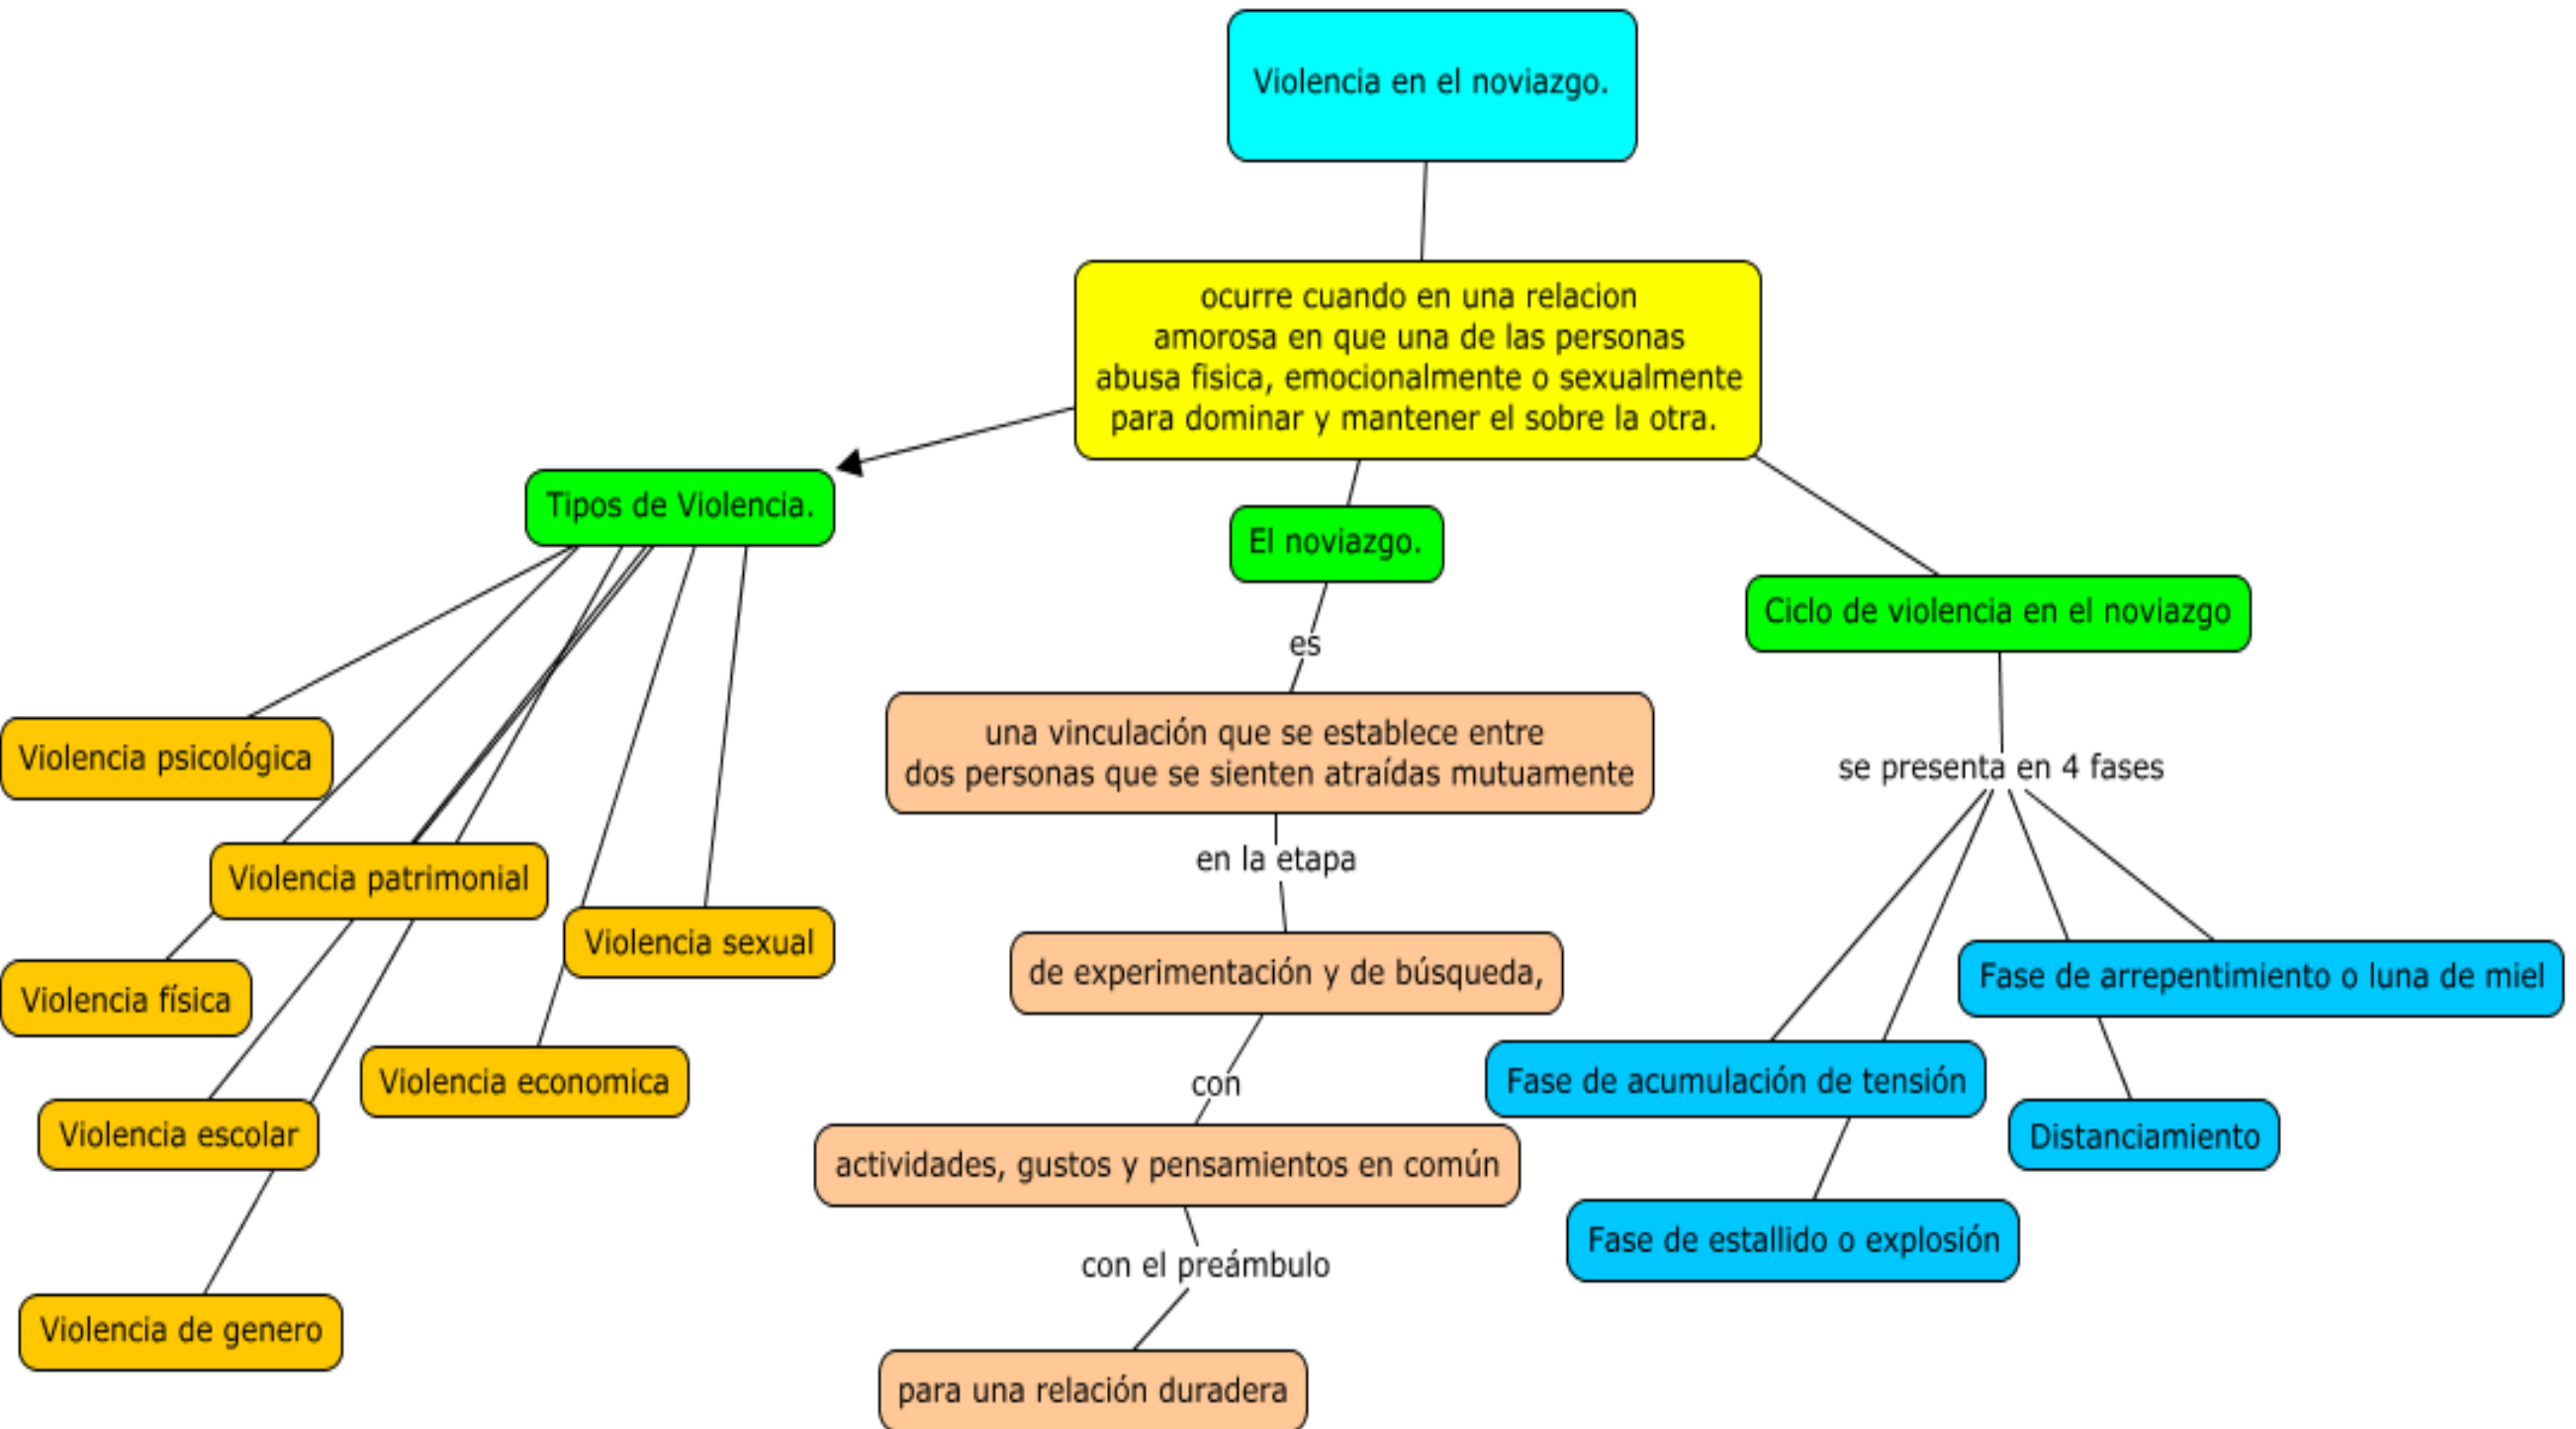 Violencia en el noviazgo.
ocurre cuando en una relacion
amorosa en que una de las personas
abusa fisica, emocionalmente o sexualmente
para dominar y mantener el sobre la otra.
Tipos de Violencia.
Violencia psicológica
Violencia patrimonial
Violencia sexual
Violencia física
Violencia economica
Violencia escolar
Violencia de genero
El noviazgo.
es
una vinculación que se establece entre
dos personas que se sienten atraídas mutuamente
en la etapa
de experimentación y de búsqueda,
con
actividades, gustos y pensamientos en común
con el preámbulo
para una relación duradera
Ciclo de violencia en el noviazgo
se presenta en 4 fases
Fase de arrepentimiento o luna de miel
Fase de acumulación de tensión
Distanciamiento
Fase de estallido o explosión